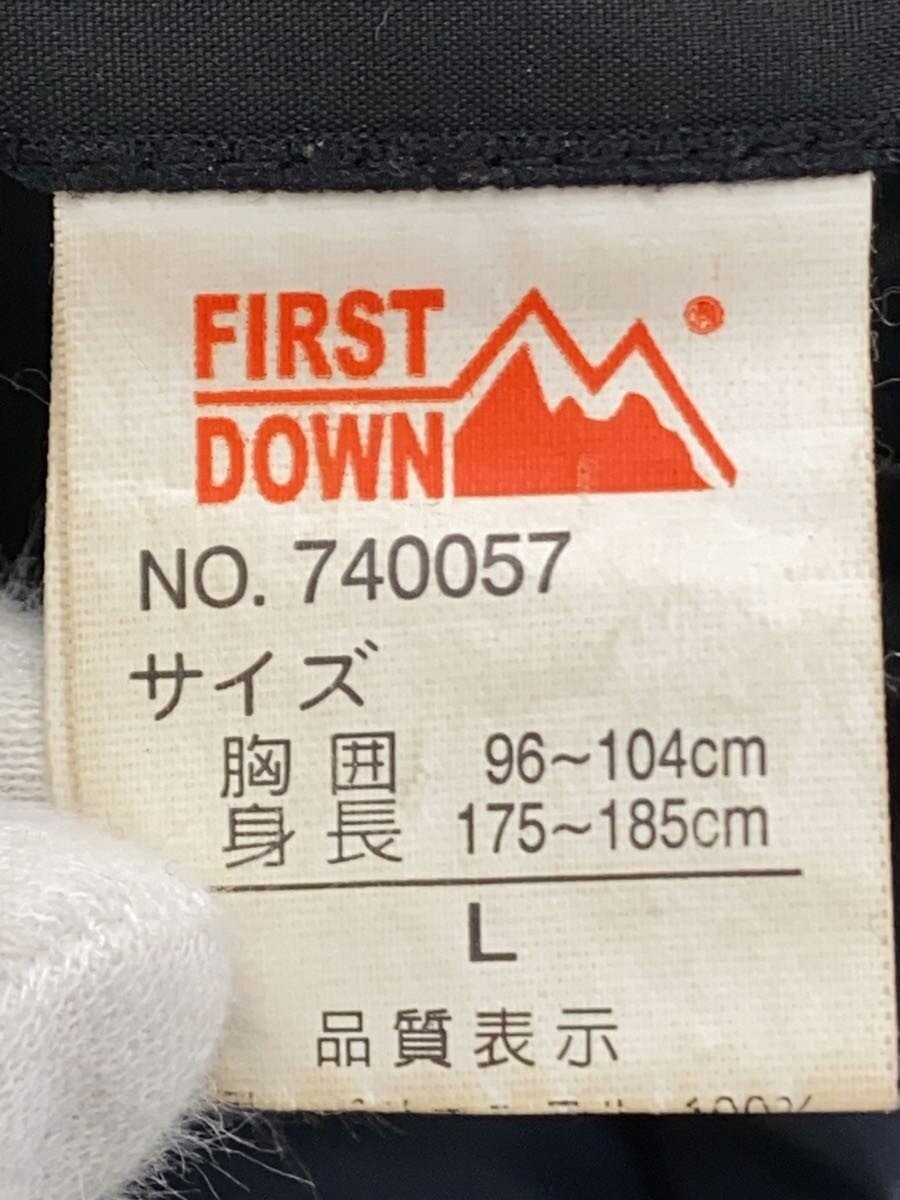 FIRST
DOWN
®
NO. 740057
サイズ
胸 囲 96~104cm
身 長 175~185cm
L
品質表示
100%